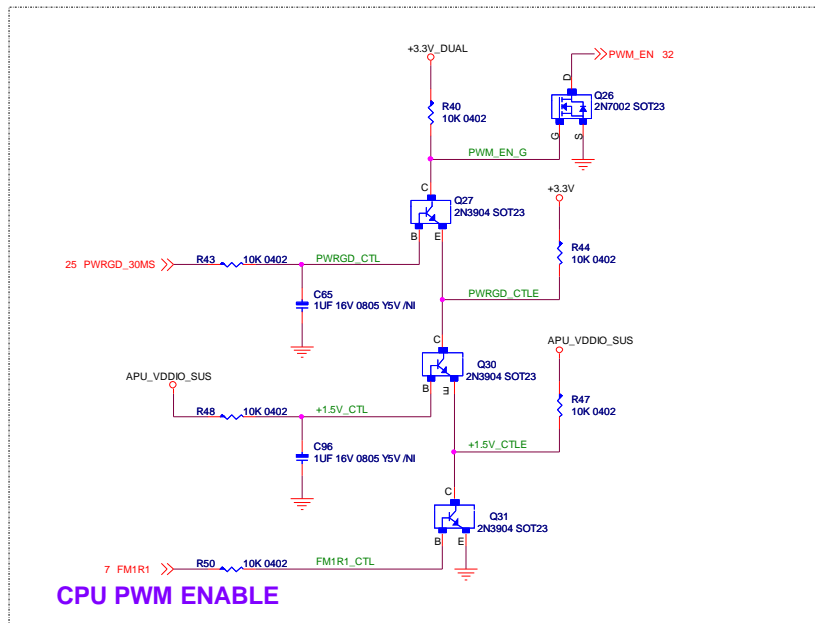 +3.3V_DUAL
PWM_EN 32
D
Q26
2N7002 SOT23
R40
10K 0402
G
S
PWM_EN_G
C
Q27
2N3904 SOT23
+3.3V
B
E
R44
10K 0402
25 PWRGD_30MS
R43
10K 0402
PWRGD_CTL
C65
1UF 16V 0805 Y5V /NI
PWRGD_CTLE
C
Q30
2N3904 SOT23
APU_VDDIO_SUS
APU_VDDIO_SUS
B
E
R48
10K 0402
+1.5V_CTL
R47
10K 0402
C96
1UF 16V 0805 Y5V /NI
+1.5V_CTLE
C
Q31
2N3904 SOT23
B
E
7 FM1R1
R50
10K 0402
FM1R1_CTL
CPU PWM ENABLE